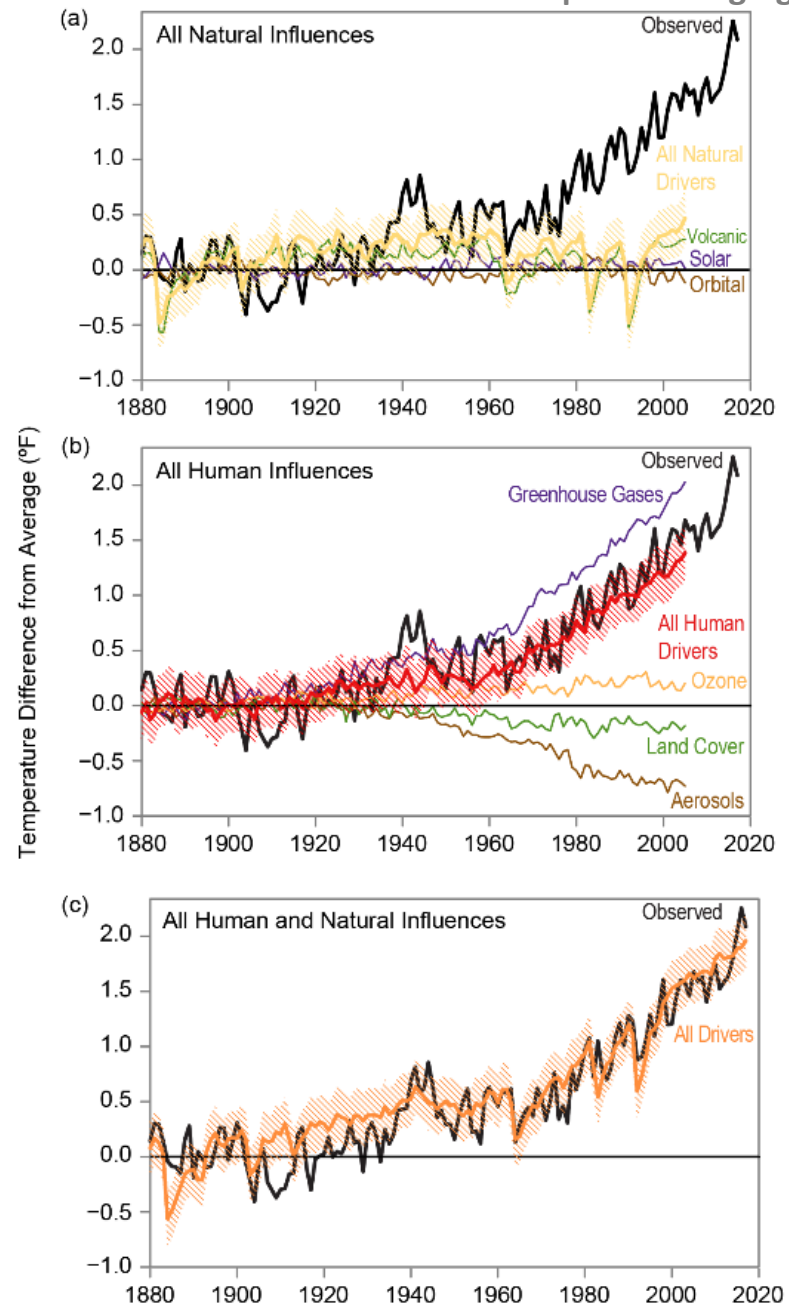 (a)
All Natural Influences
Observed
2.0
1.5
1.0
0.5
0.0
−0.5
−1.0
All Natural
Drivers
Volcanic
Solar
Orbital
1880 1900 1920 1940 1960 1980 2000 2020
Temperature Difference from Average (ºF)
(b)
All Human Influences
Observed
Greenhouse Gases
2.0
1.5
1.0
0.5
0.0
−0.5
−1.0
All Human
Drivers
Ozone
Land Cover
Aerosols
1880 1900 1920 1940 1960 1980 2000 2020
(c)
All Human and Natural Influences
Observed
2.0
1.5
1.0
0.5
0.0
−0.5
−1.0
All Drivers
1880 1900 1920 1940 1960 1980 2000 2020